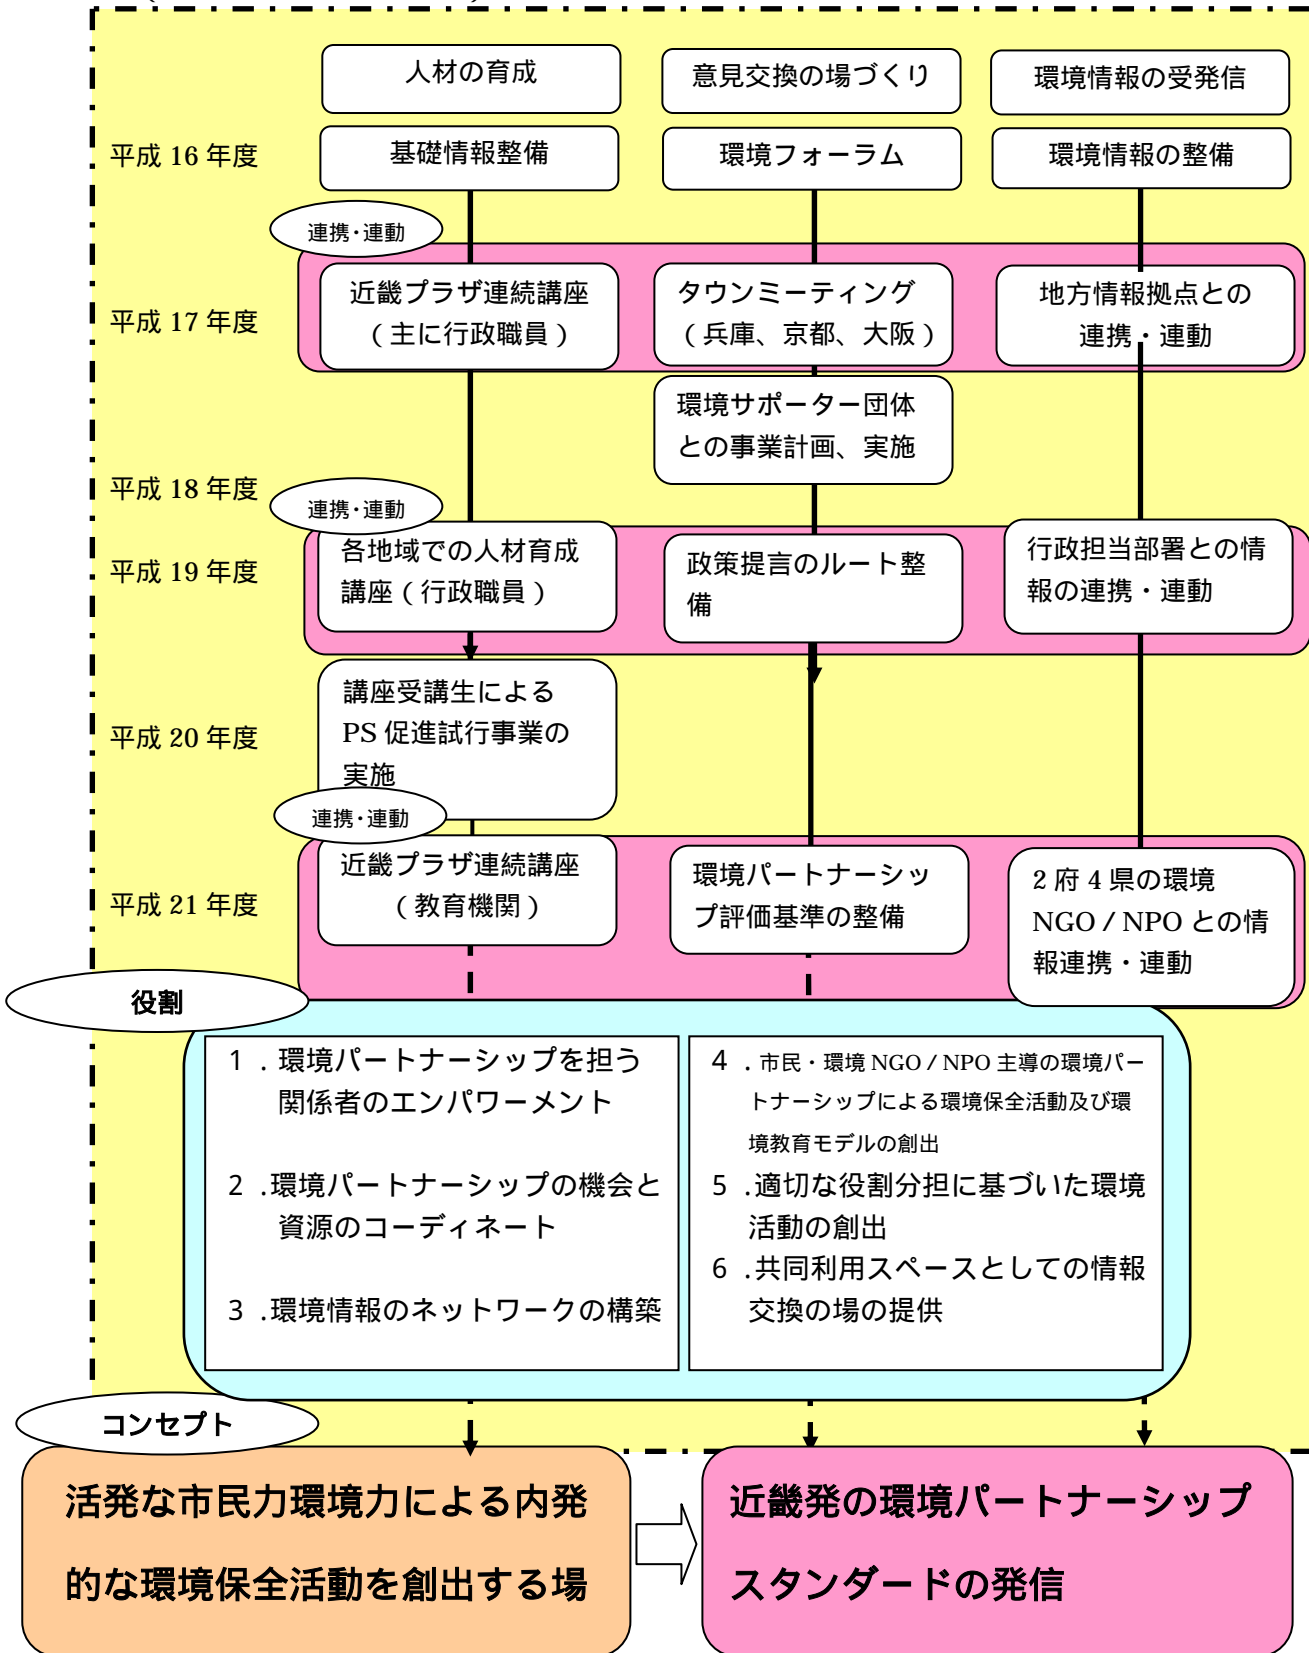 人材の育成
意見交換の場づくり
環境情報の受発信
平成 16 年度
基礎情報整備
環境フォーラム
環境情報の整備
連携・連動
平成 17 年度
近畿プラザ連続講座
（主に行政職員）
タウンミーティング
（兵庫、京都、大阪）
地方情報拠点との
連携・連動
環境サポーター団体
との事業計画、実施
平成 18 年度
連携・連動
平成 19 年度
各地域での人材育成
講座（行政職員）
政策提言のルート整
備
行政担当部署との情
報の連携・連動
平成 20 年度
講座受講生による
PS 促進試行事業の
実施
連携・連動
平成 21 年度
近畿プラザ連続講座
（教育機関）
環境パートナーシッ
プ評価基準の整備
2 府 4 県の環境
NGO / NPO との情
報連携・連動
役割
1 . 環境パートナーシップを担う
関係者のエンパワーメント
2 .環境パートナーシップの機会と
資源のコーディネート
3 .環境情報のネットワークの構築
4 . 市民・環境 NGO / NPO 主導の環境パー
トナーシップによる環境保全活動及び環
境教育モデルの創出
5 .適切な役割分担に基づいた環境
活動の創出
6 .共同利用スペースとしての情報
交換の場の提供
コンセプト
活発な市民力環境力による内発
的な環境保全活動を創出する場
近畿発の環境パートナーシップ
スタンダードの発信